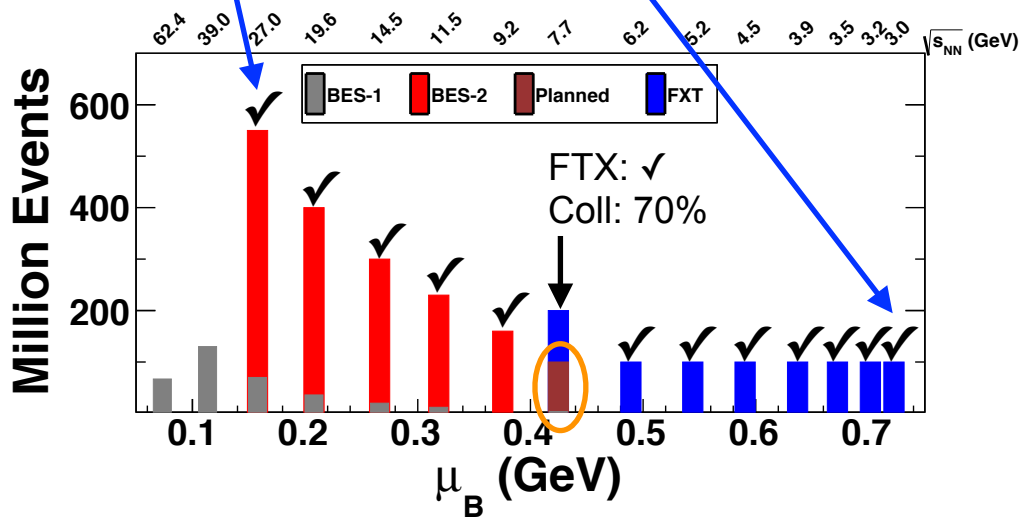 62.4 39.0 27.0 19.6 14.5 11.5 9.2 7.7 6.2 5.2 4.5 3.9 3.5 3.2 3.0 √s_NN (GeV)
BES-1 BES-2 Planned FXT
600
FTX: ✓
Coll: 70%
400
200
Million Events
0.1 0.2 0.3 0.4 0.5 0.6 0.7
μ_B (GeV)